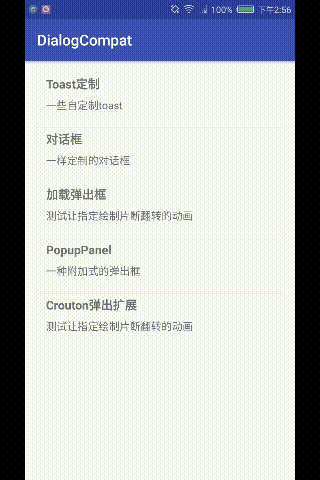 100% 下午2:56
DialogCompat
Toast定制
一些自定制toast
对话框
一样定制的对话框
加载弹出框
测试让指定绘制片断翻转的动画
PopupPanel
一种附加式的弹出框
Crouton弹出扩展
测试让指定绘制片断翻转的动画